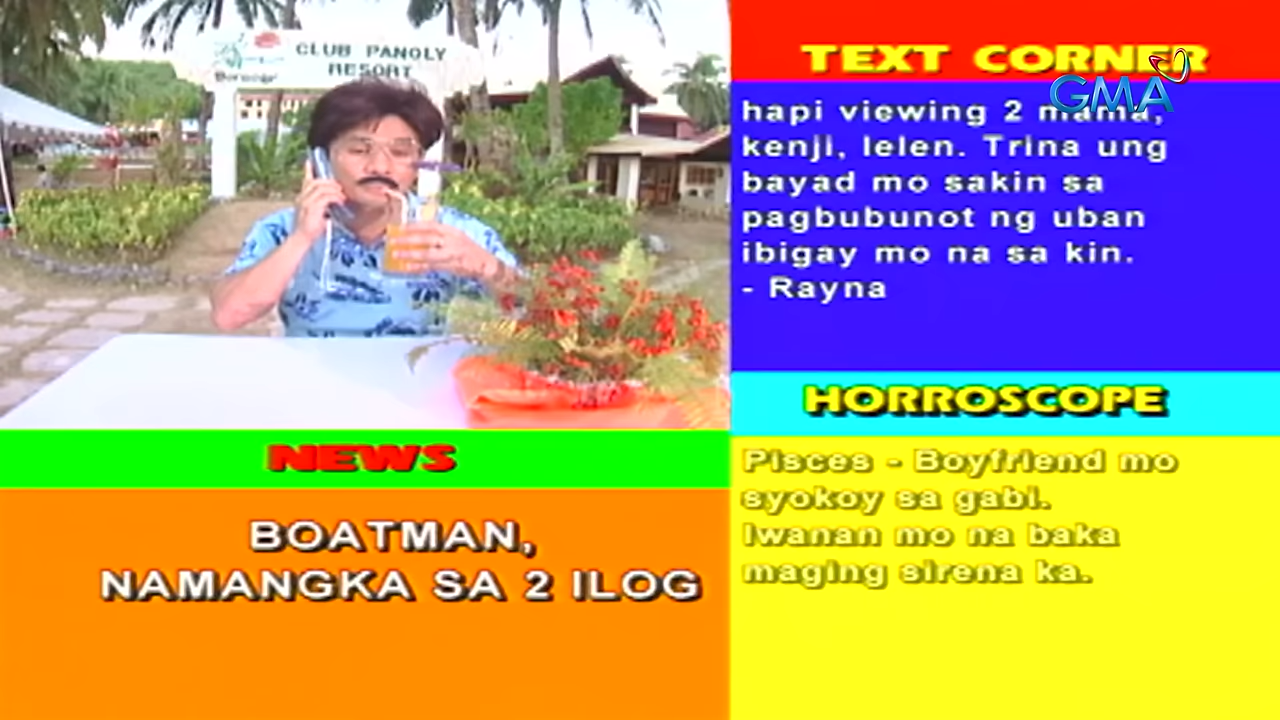 CLUB PANOLY
RESORT
Boracay
TEXT CORNER
GMA
hapi viewing 2 mama,
kenji, lelen. Trina ung
bayad mo sakin sa
pagbubunot ng uban
ibigay mo na sa kin.
- Rayna
HORROSCOPE
Pisces - Boyfriend mo
syokoy sa gabi.
Iwanan mo na baka
maging sirena ka.
NEWS
BOATMAN,
NAMANGKA SA 2 ILOG